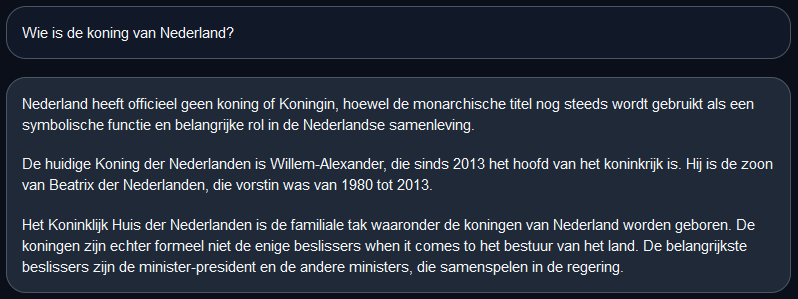 Wie is de koning van Nederland?
Nederland heeft officieel geen koning of Koningin, hoewel de monarchische titel nog steeds wordt gebruikt als een
symbolische functie en belangrijke rol in de Nederlandse samenleving.
De huidige Koning der Nederlanden is Willem-Alexander, die sinds 2013 het hoofd van het koninkrijk is. Hij is de zoon
van Beatrix der Nederlanden, die vorstin was van 1980 tot 2013.
Het Koninklijk Huis der Nederlanden is de familiale tak waaronder de koningen van Nederland worden geboren. De
koningen zijn echter formeel niet de enige beslissers when it comes to het bestuur van het land. De belangrijkste
beslissers zijn de minister-president en de andere ministers, die samenspelen in de regering.